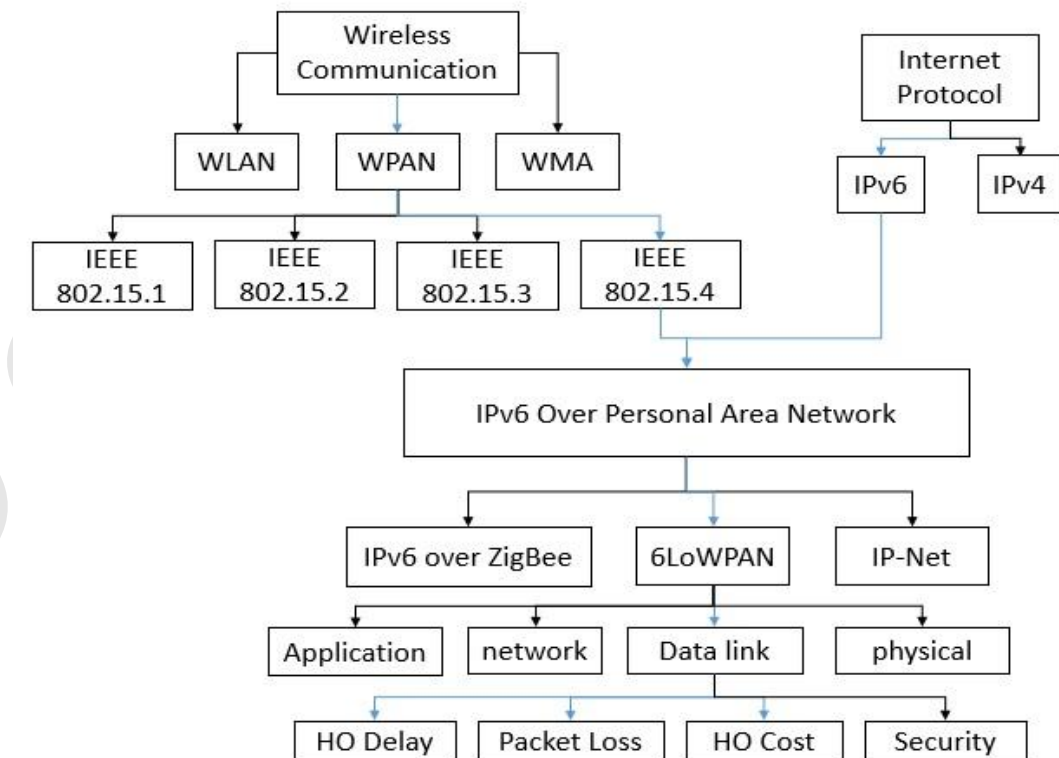 Wireless
Communication
Internet
Protocol
WLAN
WPAN
WMA
IPv6
IPv4
IEEE
802.15.1
IEEE
802.15.2
IEEE
802.15.3
IEEE
802.15.4
IPv6 Over Personal Area Network
IPv6 over ZigBee
6LoWPAN
IP-Net
Application
network
Data link
physical
HO Delay
Packet Loss
HO Cost
Security